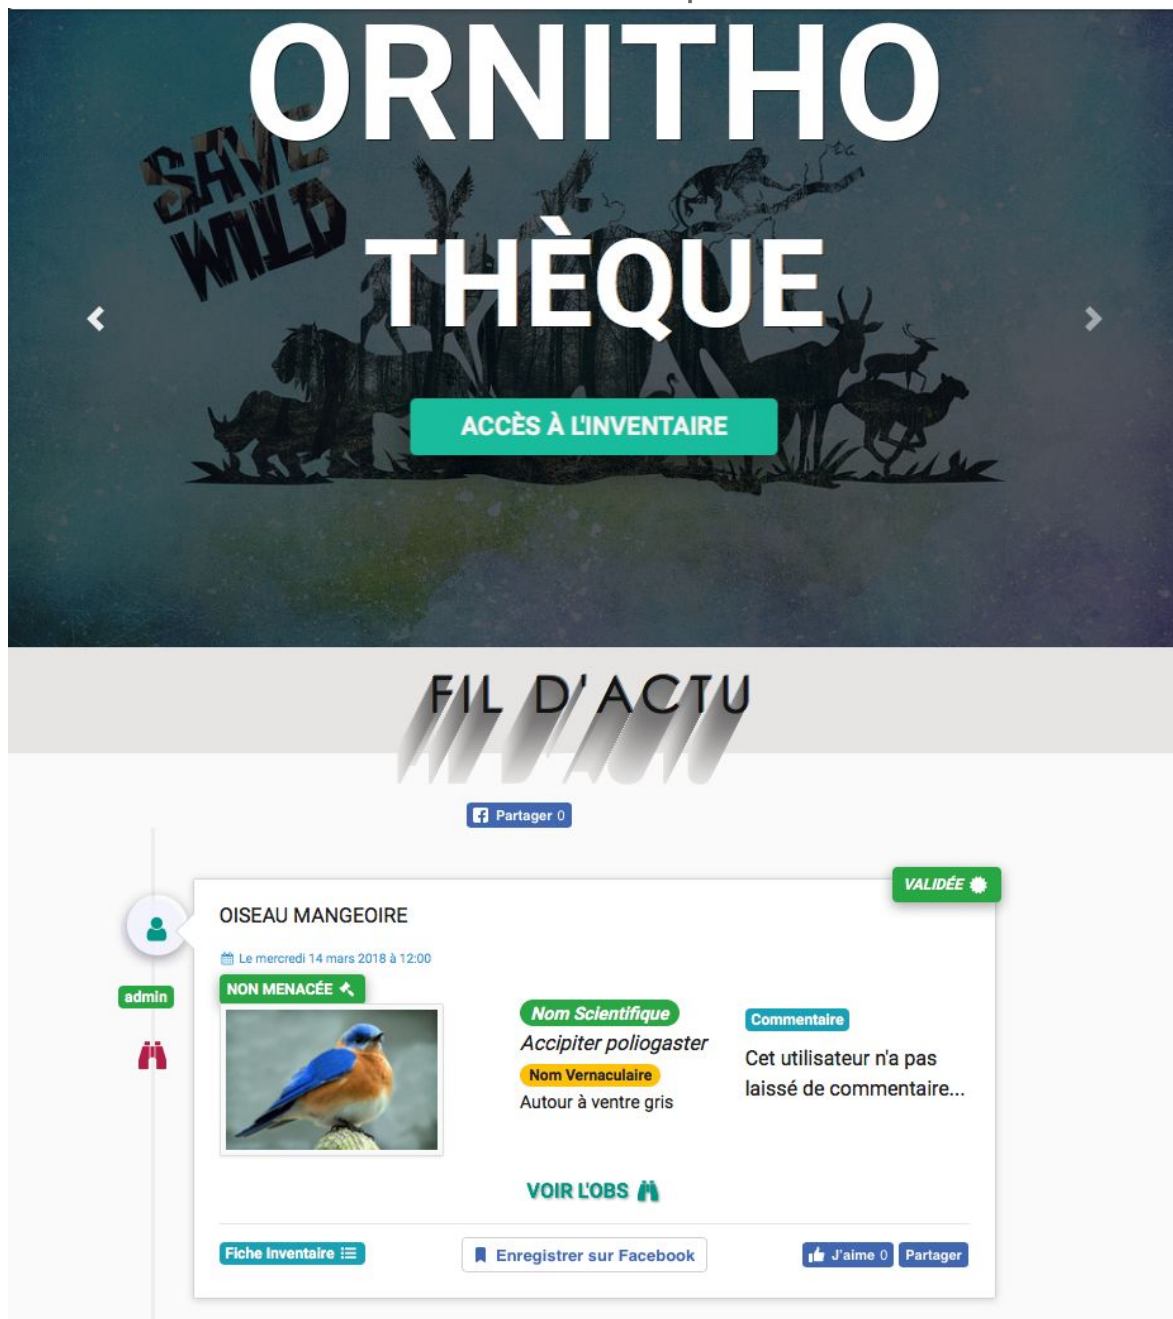 ORNITHO
SAVE
WILD
THÈQUE
ACCÈS À L'INVENTAIRE
FIL D'ACTU
Partager 0
VALIDÉE
OISEAU MANGEOIRE
Le mercredi 14 mars 2018 à 12:00
admin
NON MENACÉE
Nom Scientifique
Accipiter poliogaster
Nom Vernaculaire
Autour à ventre gris
Commentaire
Cet utilisateur n'a pas
laissé de commentaire...
VOIR L'OBS
Fiche Inventaire
Enregistrer sur Facebook
J'aime 0
Partager